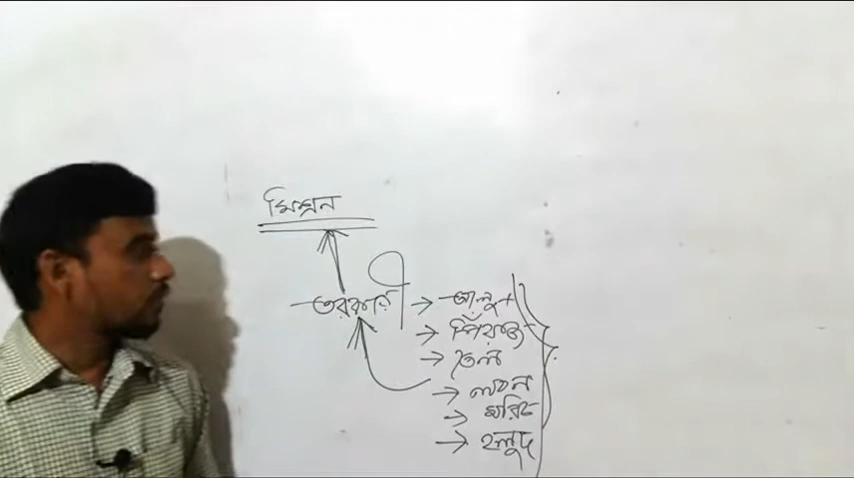 মিশ্রন
তরকারী → আলু +
→ পিঁয়াজ
→ তেল
→ লবন
→ মরিচ
→ হলুদ